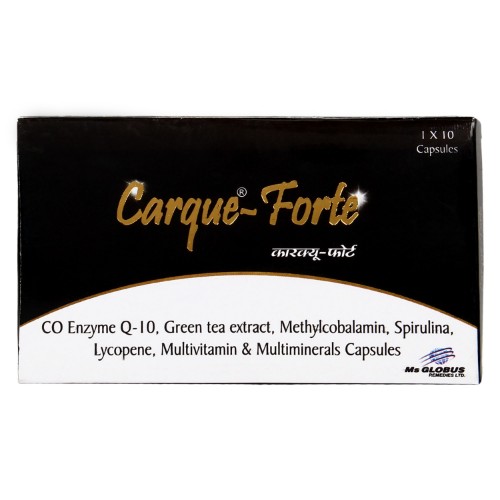 1 X 10
Capsules
Carque®-Forte
कारक्यू-फोर्ट
CO Enzyme Q-10, Green tea extract, Methylcobalamin, Spirulina,
Lycopene, Multivitamin & Multiminerals Capsules
Ms GLOBUS
REMEDIES LTD.